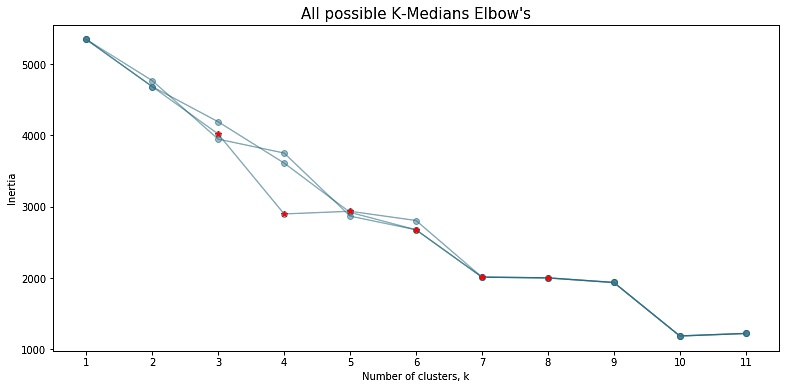 All possible K-Medians Elbow's
5000
4000
3000
2000
1000
Inertia
1 2 3 4 5 6 7 8 9 10 11
Number of clusters, k